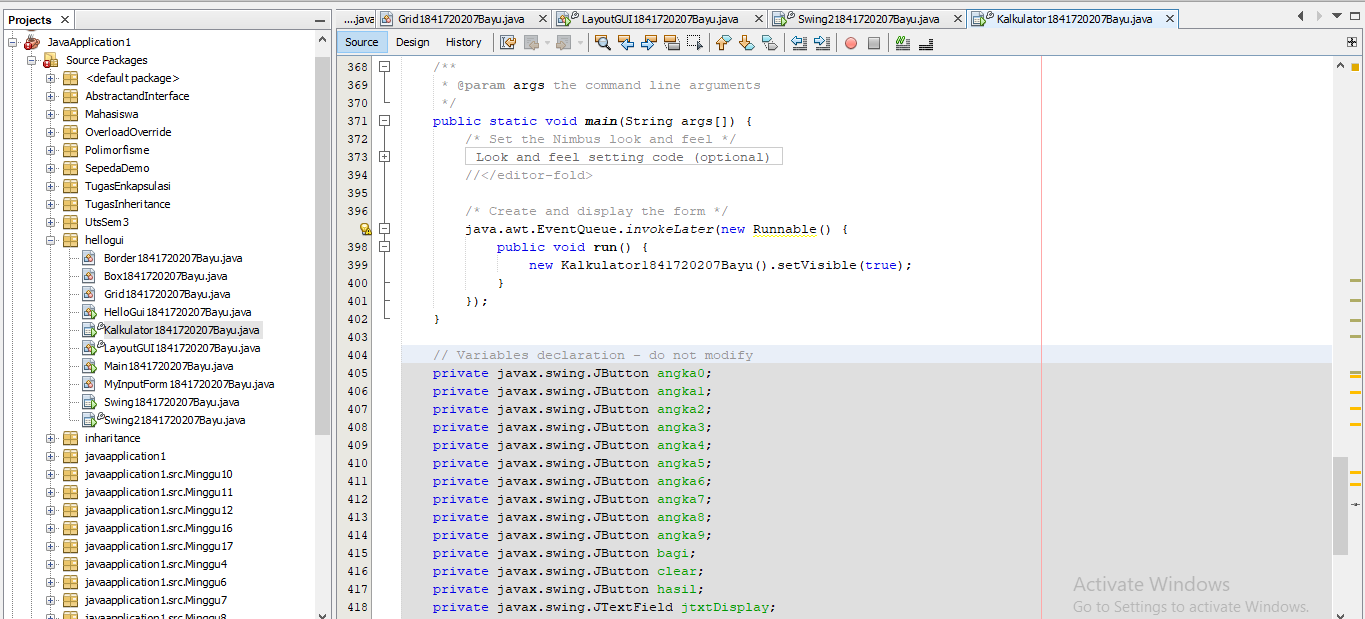 Projects
JavaApplication1
Source Packages
<default package>
AbstractandInterface
Mahasiswa
OverloadOverride
Polimorfisme
SepedaDemo
TugasEnkapsulasi
TugasInheritance
UtsSem3
hellogui
Border1841720207Bayu.java
Box1841720207Bayu.java
Grid1841720207Bayu.java
HelloGui1841720207Bayu.java
Kalkulator1841720207Bayu.java
LayoutGUI1841720207Bayu.java
Main1841720207Bayu.java
MyInputForm1841720207Bayu.java
Swing1841720207Bayu.java
Swing21841720207Bayu.java
inharitance
javaapplication1
javaapplication1.src.Minggu10
javaapplication1.src.Minggu11
javaapplication1.src.Minggu12
javaapplication1.src.Minggu16
javaapplication1.src.Minggu17
javaapplication1.src.Minggu4
javaapplication1.src.Minggu6
javaapplication1.src.Minggu7
javaapplication1.src.Minggu8
....java Grid1841720207Bayu.java LayoutGUI1841720207Bayu.java Swing21841720207Bayu.java Kalkulator1841720207Bayu.java
Source Design History
368 /**
369 * @param args the command line arguments
370 */
371 public static void main(String args[]) {
372 /* Set the Nimbus look and feel */
373 Look and feel setting code (optional)
394 //</editor-fold>
395
396 /* Create and display the form */
java.awt.EventQueue.invokeLater(new Runnable() {
398 public void run() {
399 new Kalkulator1841720207Bayu().setVisible(true);
400 }
401 });
402 }
403
404 // Variables declaration - do not modify
405 private javax.swing.JButton angka0;
406 private javax.swing.JButton angka1;
407 private javax.swing.JButton angka2;
408 private javax.swing.JButton angka3;
409 private javax.swing.JButton angka4;
410 private javax.swing.JButton angka5;
411 private javax.swing.JButton angka6;
412 private javax.swing.JButton angka7;
413 private javax.swing.JButton angka8;
414 private javax.swing.JButton angka9;
415 private javax.swing.JButton bagi;
416 private javax.swing.JButton clear;
417 private javax.swing.JButton hasil;
418 private javax.swing.JTextField jtxtDisplay;
Activate Windows
Go to Settings to activate Windows.